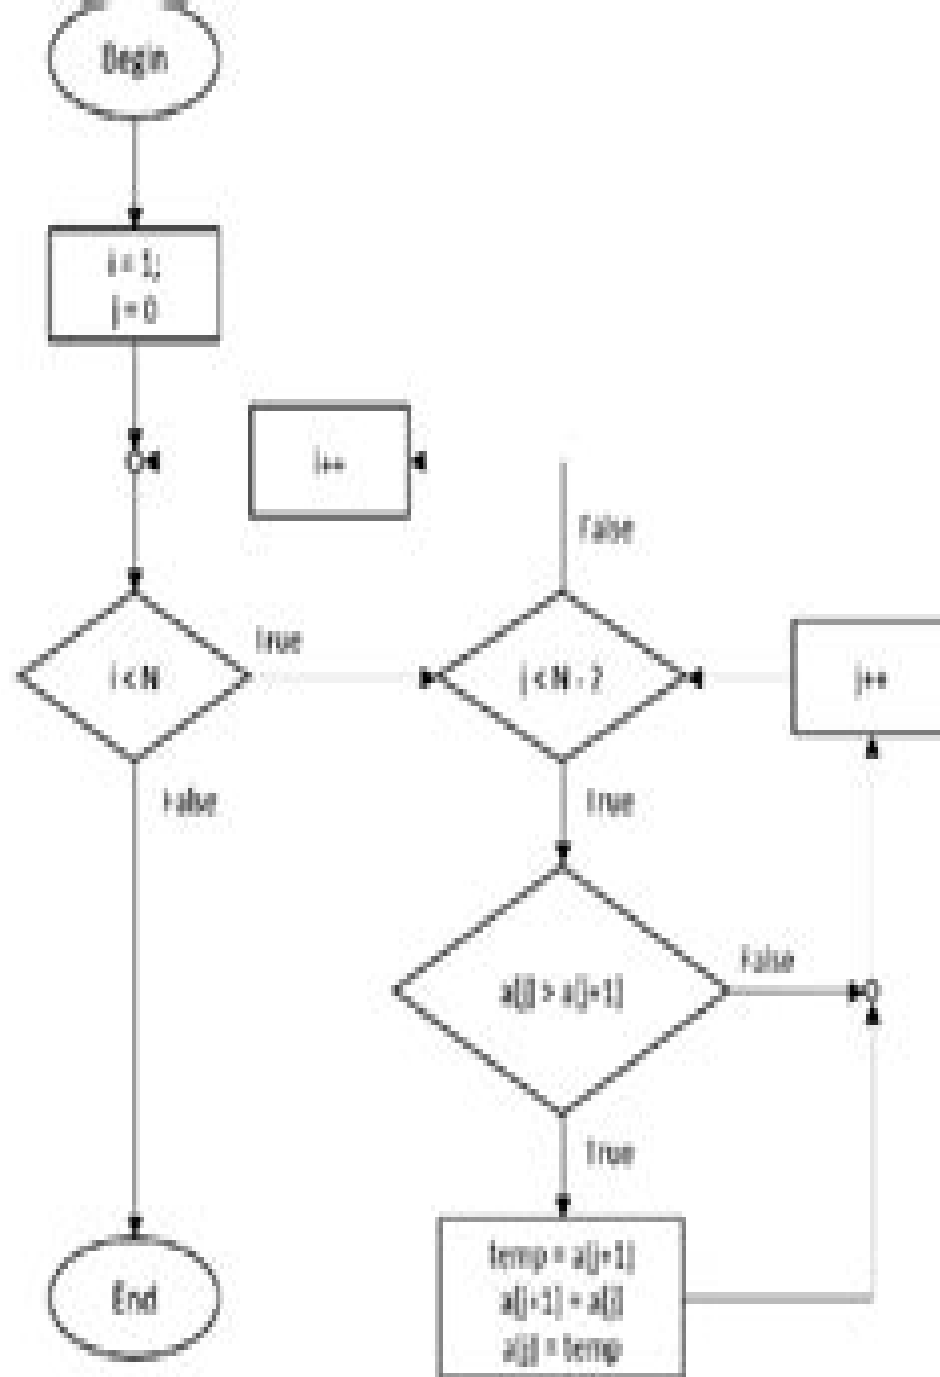 Begin
i = 1;
j = 0
i++
False
i < N
True
j < N - 2
j++
False
True
a[j] > a[j+1]
False
True
temp = a[j+1]
a[j+1] = a[j]
a[j] = temp
End